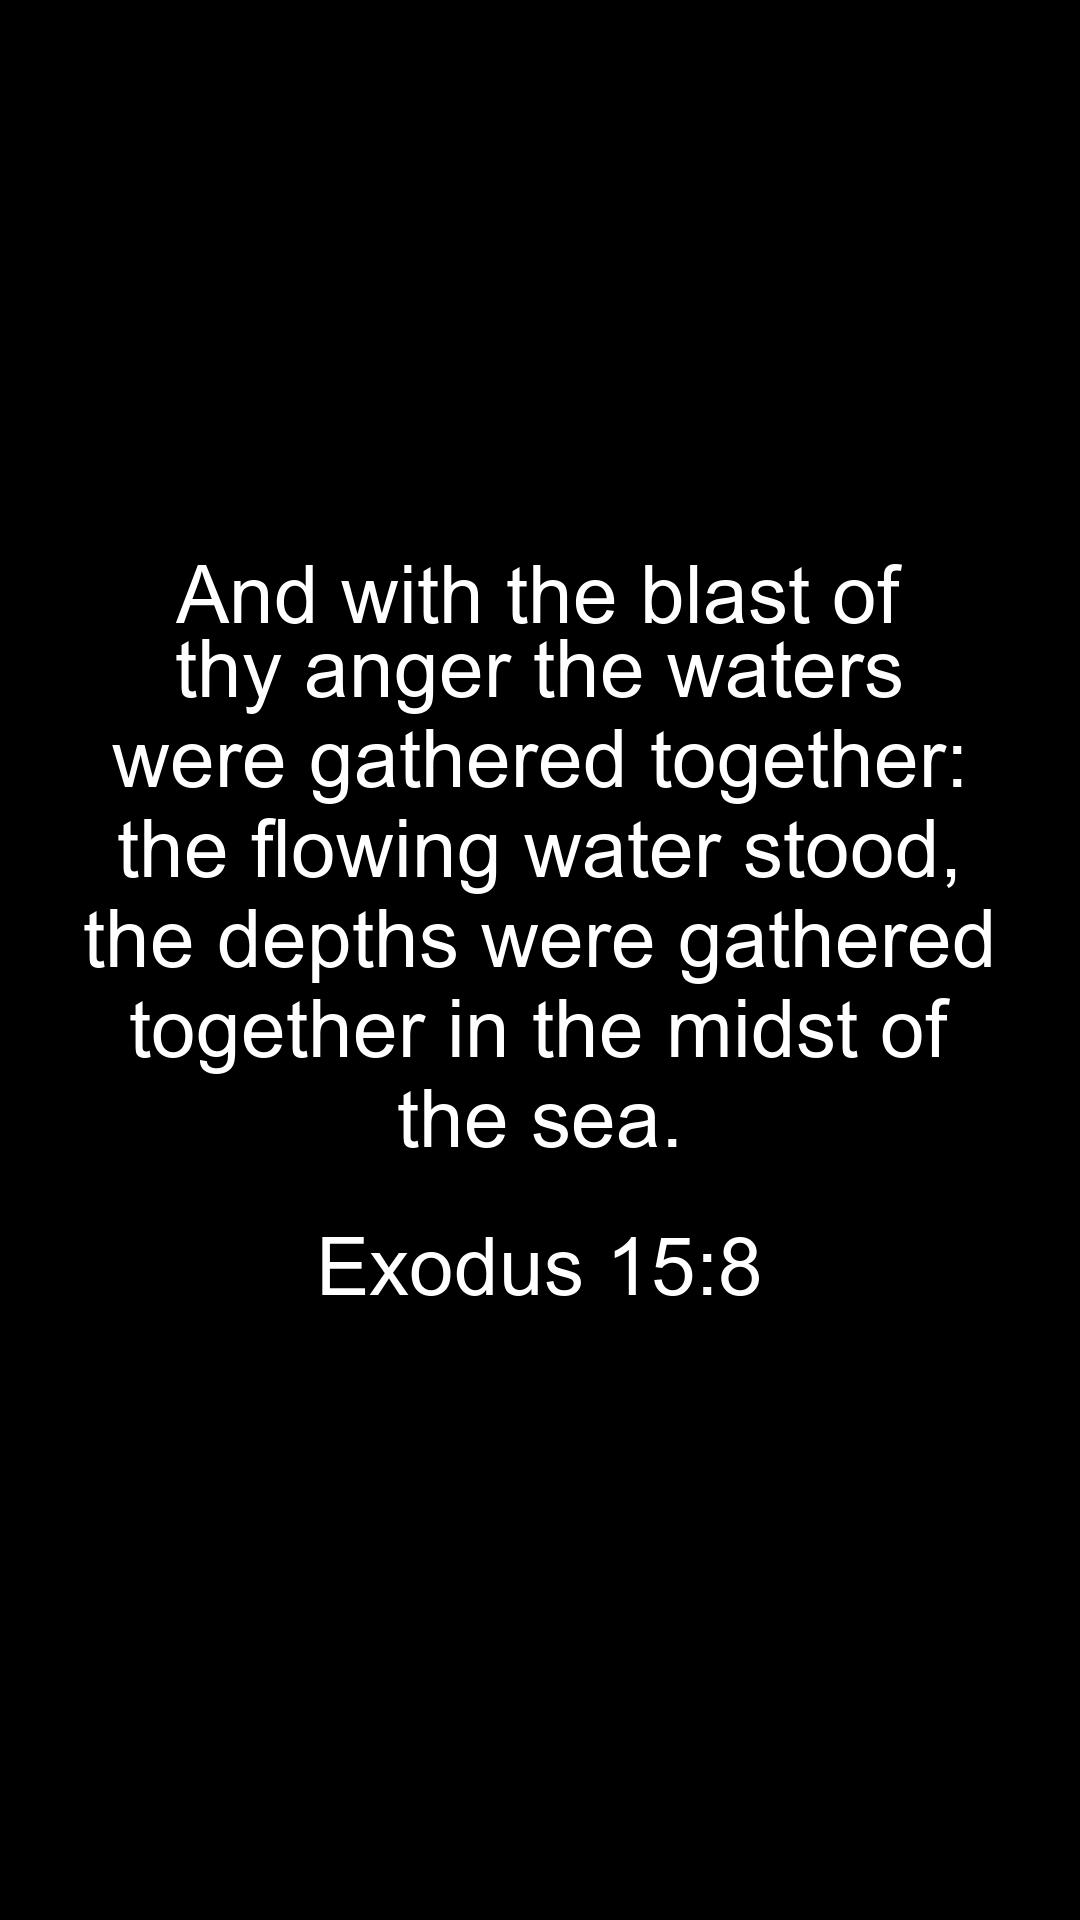 And with the blast of
thy anger the waters
were gathered together:
the flowing water stood,
the depths were gathered
together in the midst of
the sea.
Exodus 15:8